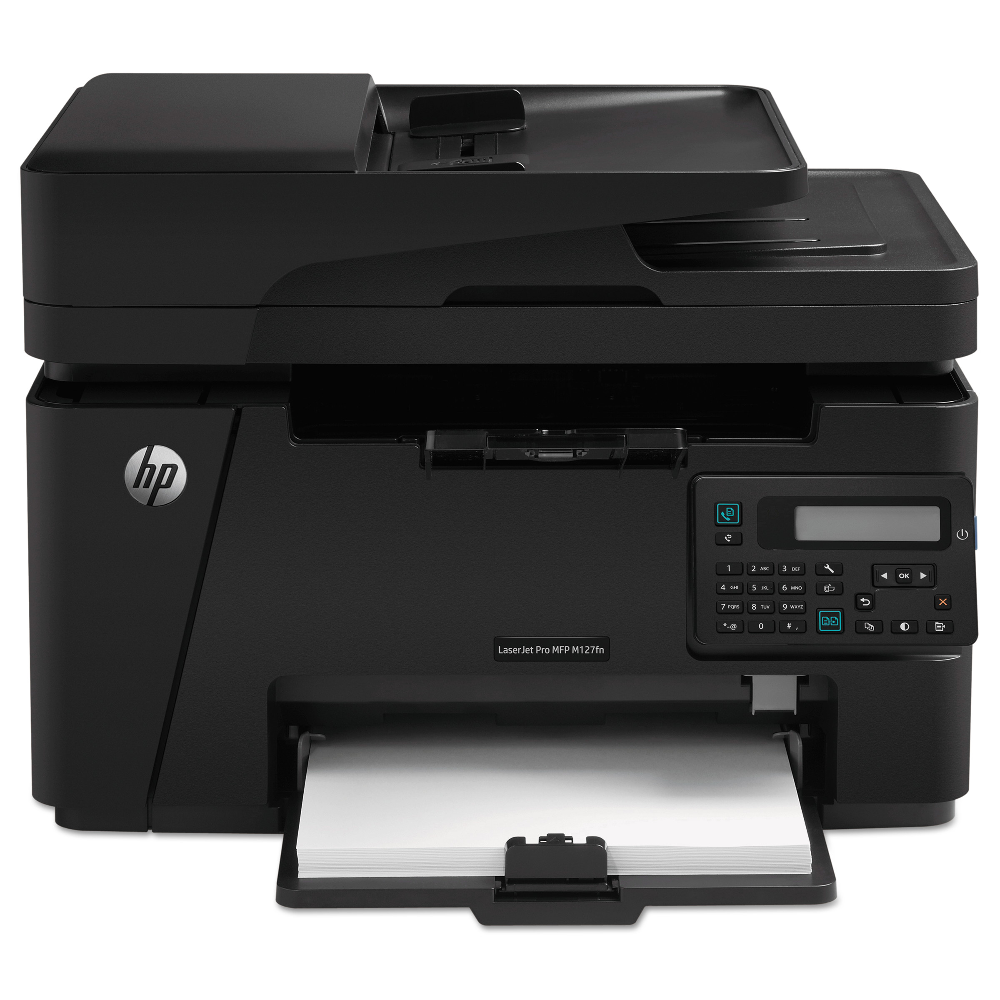 hp
1
2 ABC
3 DEF
4 GHI
5 JKL
6 MNO
OK
7 PQRS
8 TUV
9 WXYZ
*-@
0
# ,
LaserJet Pro MFP M127fn